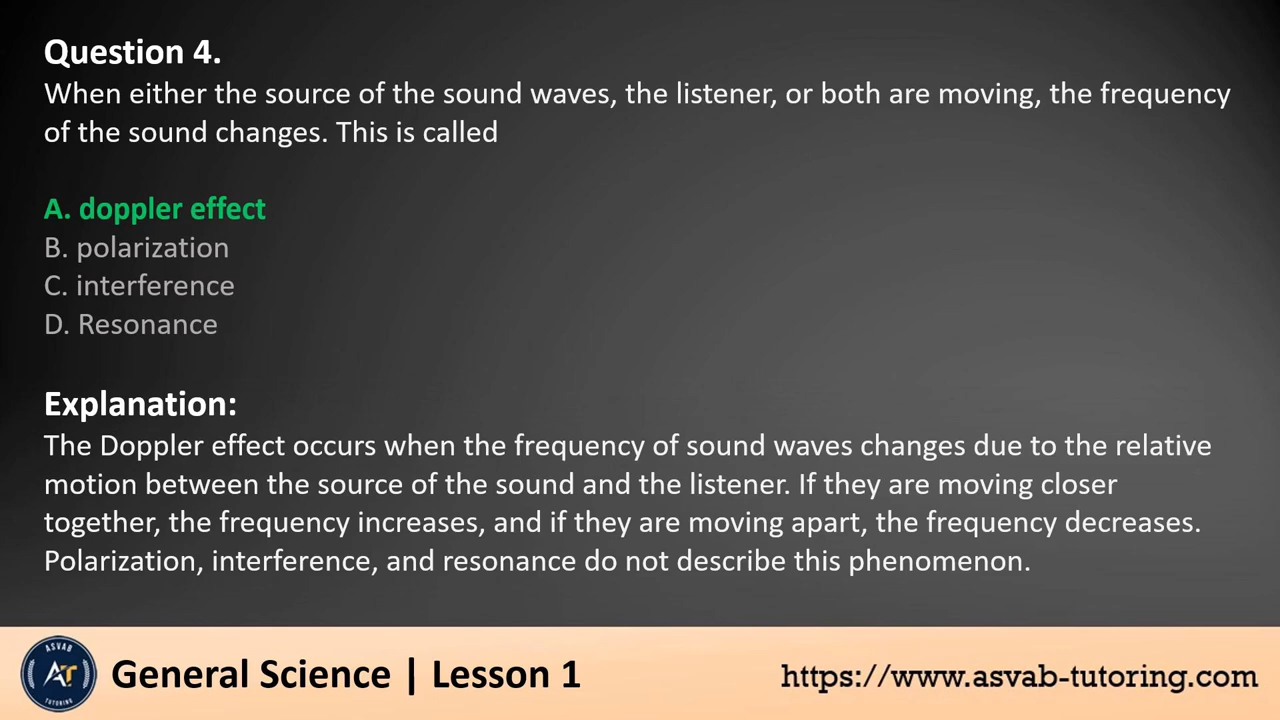 Question 4.
When either the source of the sound waves, the listener, or both are moving, the frequency
of the sound changes. This is called
A. doppler effect
B. polarization
C. interference
D. Resonance
Explanation:
The Doppler effect occurs when the frequency of sound waves changes due to the relative
motion between the source of the sound and the listener. If they are moving closer
together, the frequency increases, and if they are moving apart, the frequency decreases.
Polarization, interference, and resonance do not describe this phenomenon.
ASVAB
AT
TUTORING
General Science | Lesson 1
https://www.asvab-tutoring.com